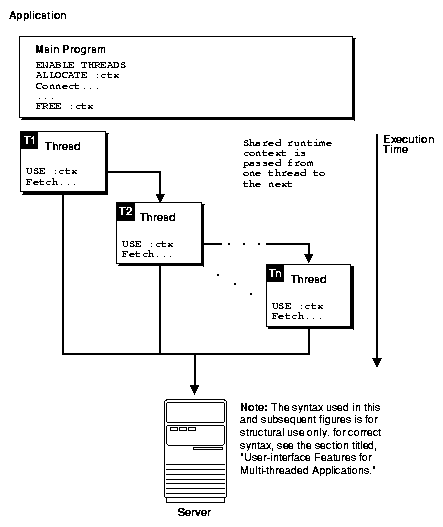 Application
Main Program
ENABLE THREADS
ALLOCATE :ctx
Connect...
...
FREE :ctx
T1 Thread
USE :ctx
Fetch...
Shared runtime
context is
passed from
one thread to
the next
Execution
Time
T2 Thread
USE :ctx
Fetch...
Tn Thread
USE :ctx
Fetch...
Note: The syntax used in this
and subsequent figures is for
structural use only. for correct
syntax, see the section titled,
"User-interface Features for
Multi-threaded Applications."
Server